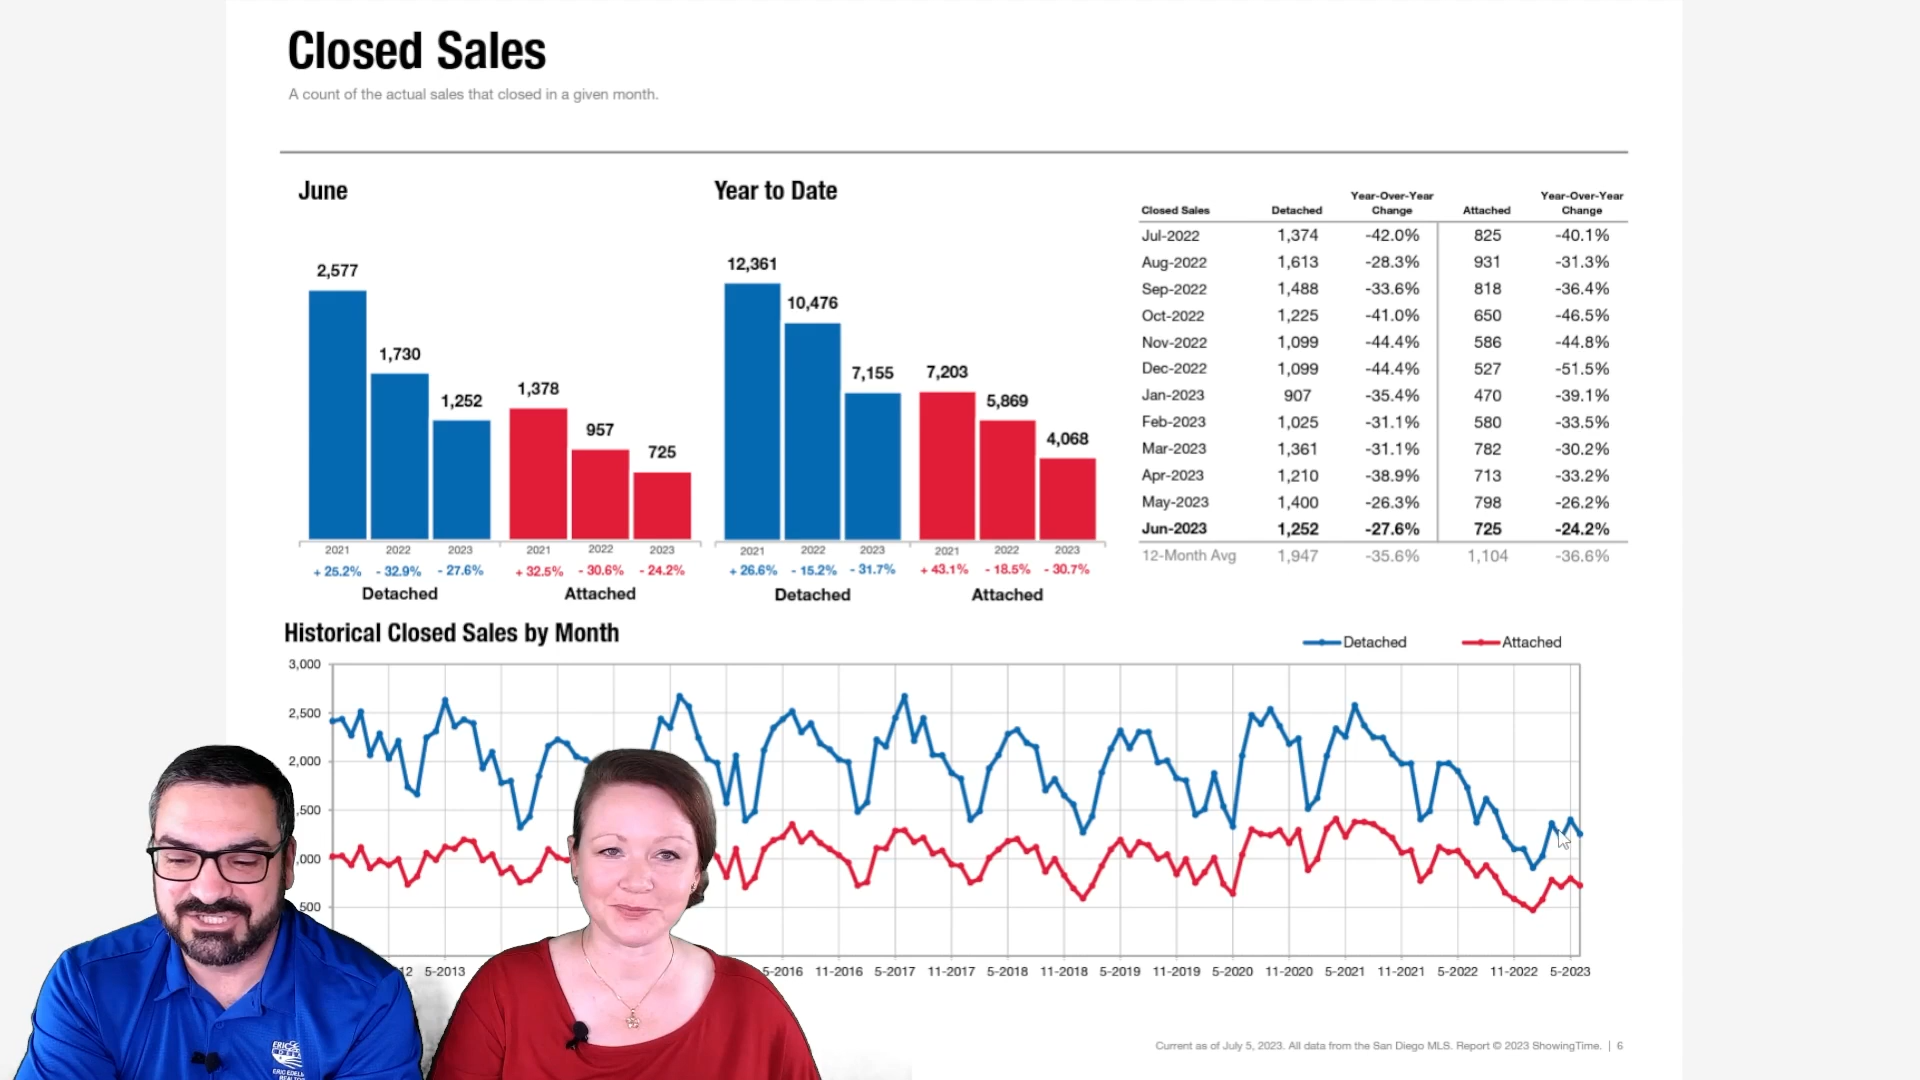 Closed Sales
A count of the actual sales that closed in a given month.
June
2,577
1,730
1,252
1,378
957
725
2021 2022 2023 2021 2022 2023
+ 25.2% - 32.9% - 27.6% + 32.5% - 30.6% - 24.2%
Detached Attached
Year to Date
12,361
10,476
7,155
7,203
5,869
4,068
2021 2022 2023 2021 2022 2023
+ 26.6% - 15.2% - 31.7% + 43.1% - 18.5% - 30.7%
Detached Attached
Closed Sales Detached Year-Over-Year Change Attached Year-Over-Year Change
Jul-2022 1,374 -42.0% 825 -40.1%
Aug-2022 1,613 -28.3% 931 -31.3%
Sep-2022 1,488 -33.6% 818 -36.4%
Oct-2022 1,225 -41.0% 650 -46.5%
Nov-2022 1,099 -44.4% 586 -44.8%
Dec-2022 1,099 -44.4% 527 -51.5%
Jan-2023 907 -35.4% 470 -39.1%
Feb-2023 1,025 -31.1% 580 -33.5%
Mar-2023 1,361 -31.1% 782 -30.2%
Apr-2023 1,210 -38.9% 713 -33.2%
May-2023 1,400 -26.3% 798 -26.2%
Jun-2023 1,252 -27.6% 725 -24.2%
12-Month Avg 1,947 -35.6% 1,104 -36.6%
Historical Closed Sales by Month
Detached Attached
3,000
2,500
2,000
,500
,000
500
12 5-2013 5-2016 11-2016 5-2017 11-2017 5-2018 11-2018 5-2019 11-2019 5-2020 11-2020 5-2021 11-2021 5-2022 11-2022 5-2023
Current as of July 5, 2023. All data from the San Diego MLS. Report © 2023 ShowingTime. | 6